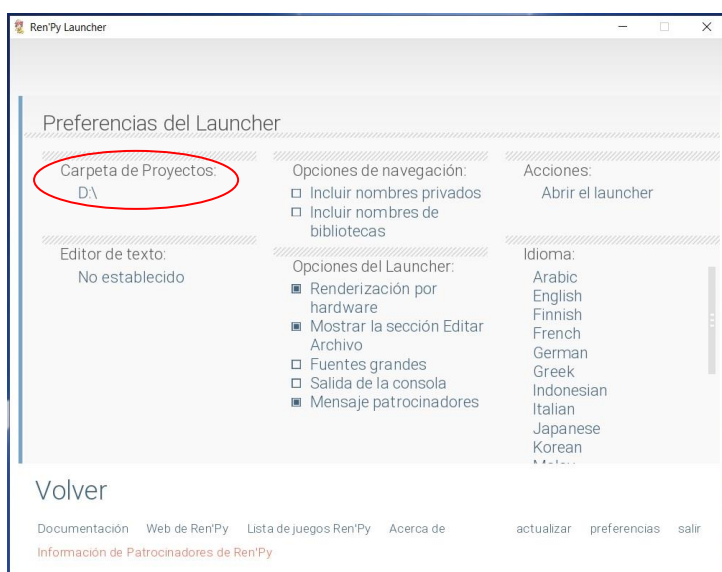 Ren'Py Launcher
Preferencias del Launcher
Carpeta de Proyectos:
D:\
Editor de texto:
No establecido
Opciones de navegación:
Incluir nombres privados
Incluir nombres de
bibliotecas
Opciones del Launcher:
Renderización por
hardware
Mostrar la sección Editar
Archivo
Fuentes grandes
Salida de la consola
Mensaje patrocinadores
Acciones:
Abrir el launcher
Idioma:
Arabic
English
Finnish
French
German
Greek
Indonesian
Italian
Japanese
Korean
Volver
Documentación Web de Ren'Py Lista de juegos Ren'Py Acerca de actualizar preferencias salir
Información de Patrocinadores de Ren'Py